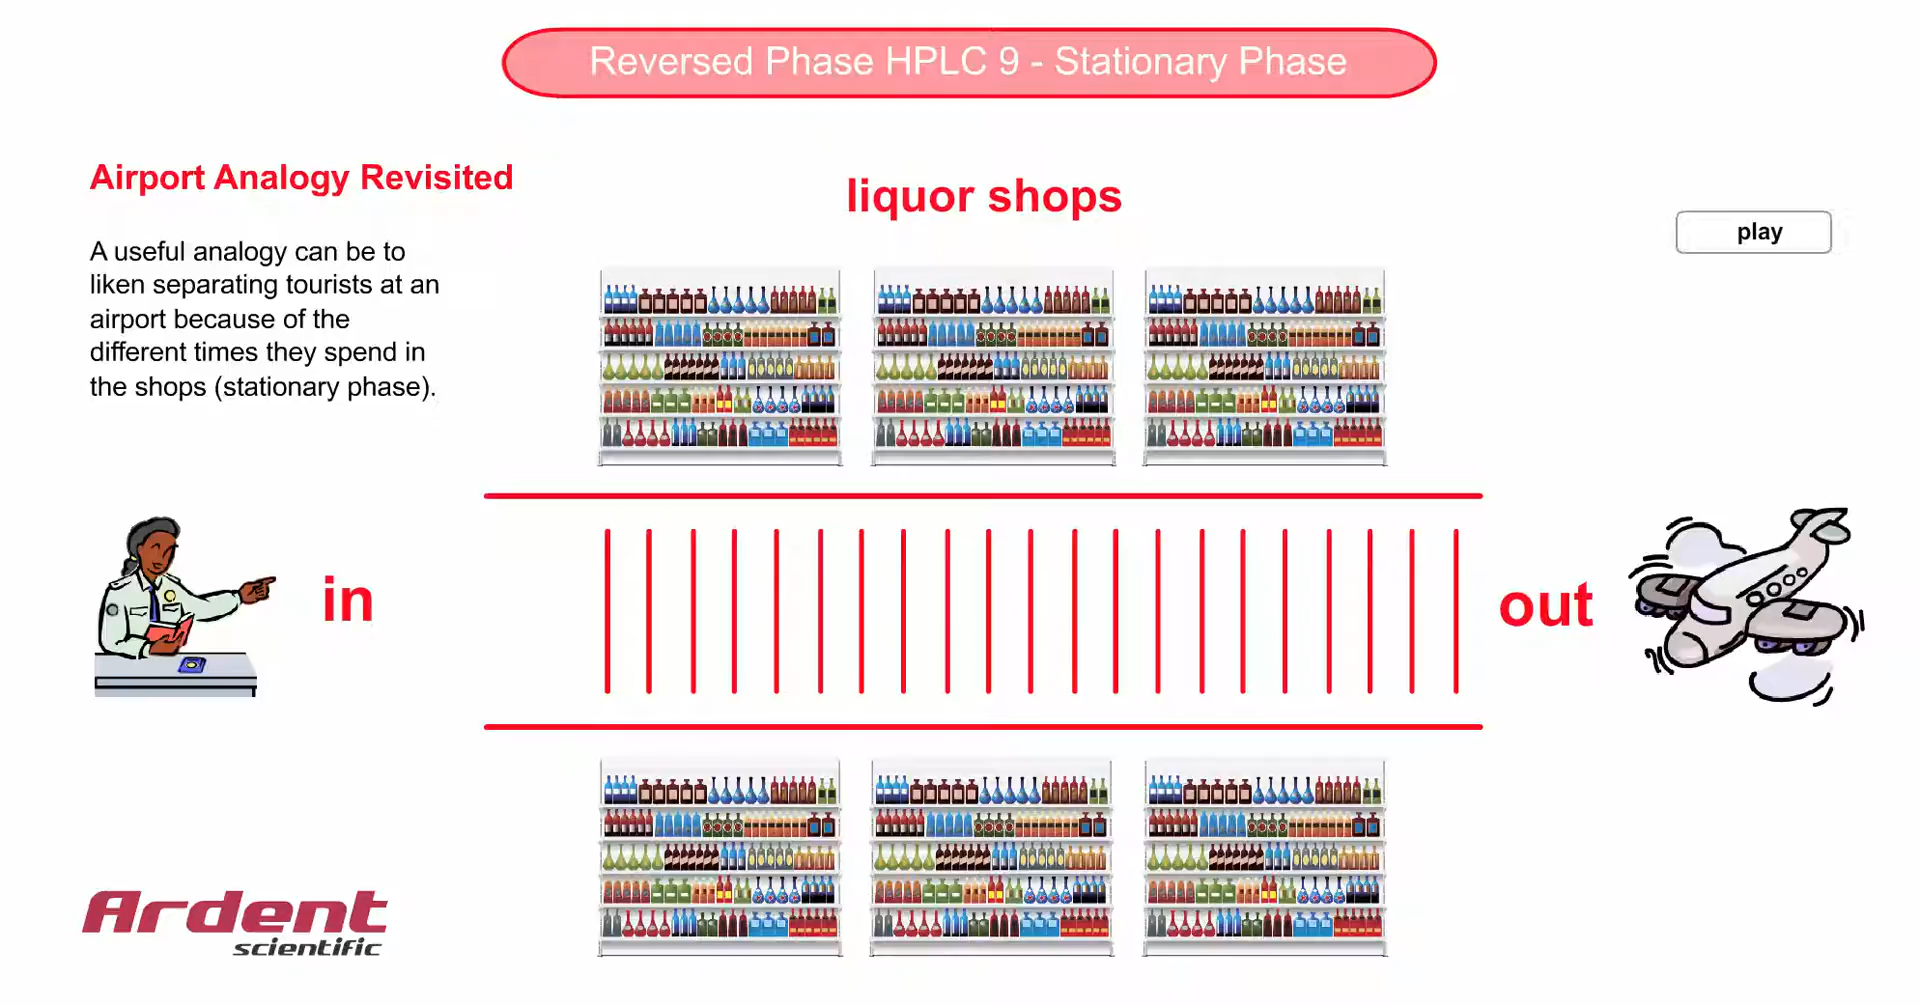 Reversed Phase HPLC 9 - Stationary Phase
Airport Analogy Revisited
liquor shops
play
A useful analogy can be to
liken separating tourists at an
airport because of the
different times they spend in
the shops (stationary phase).
in
out
Ardent
scientific